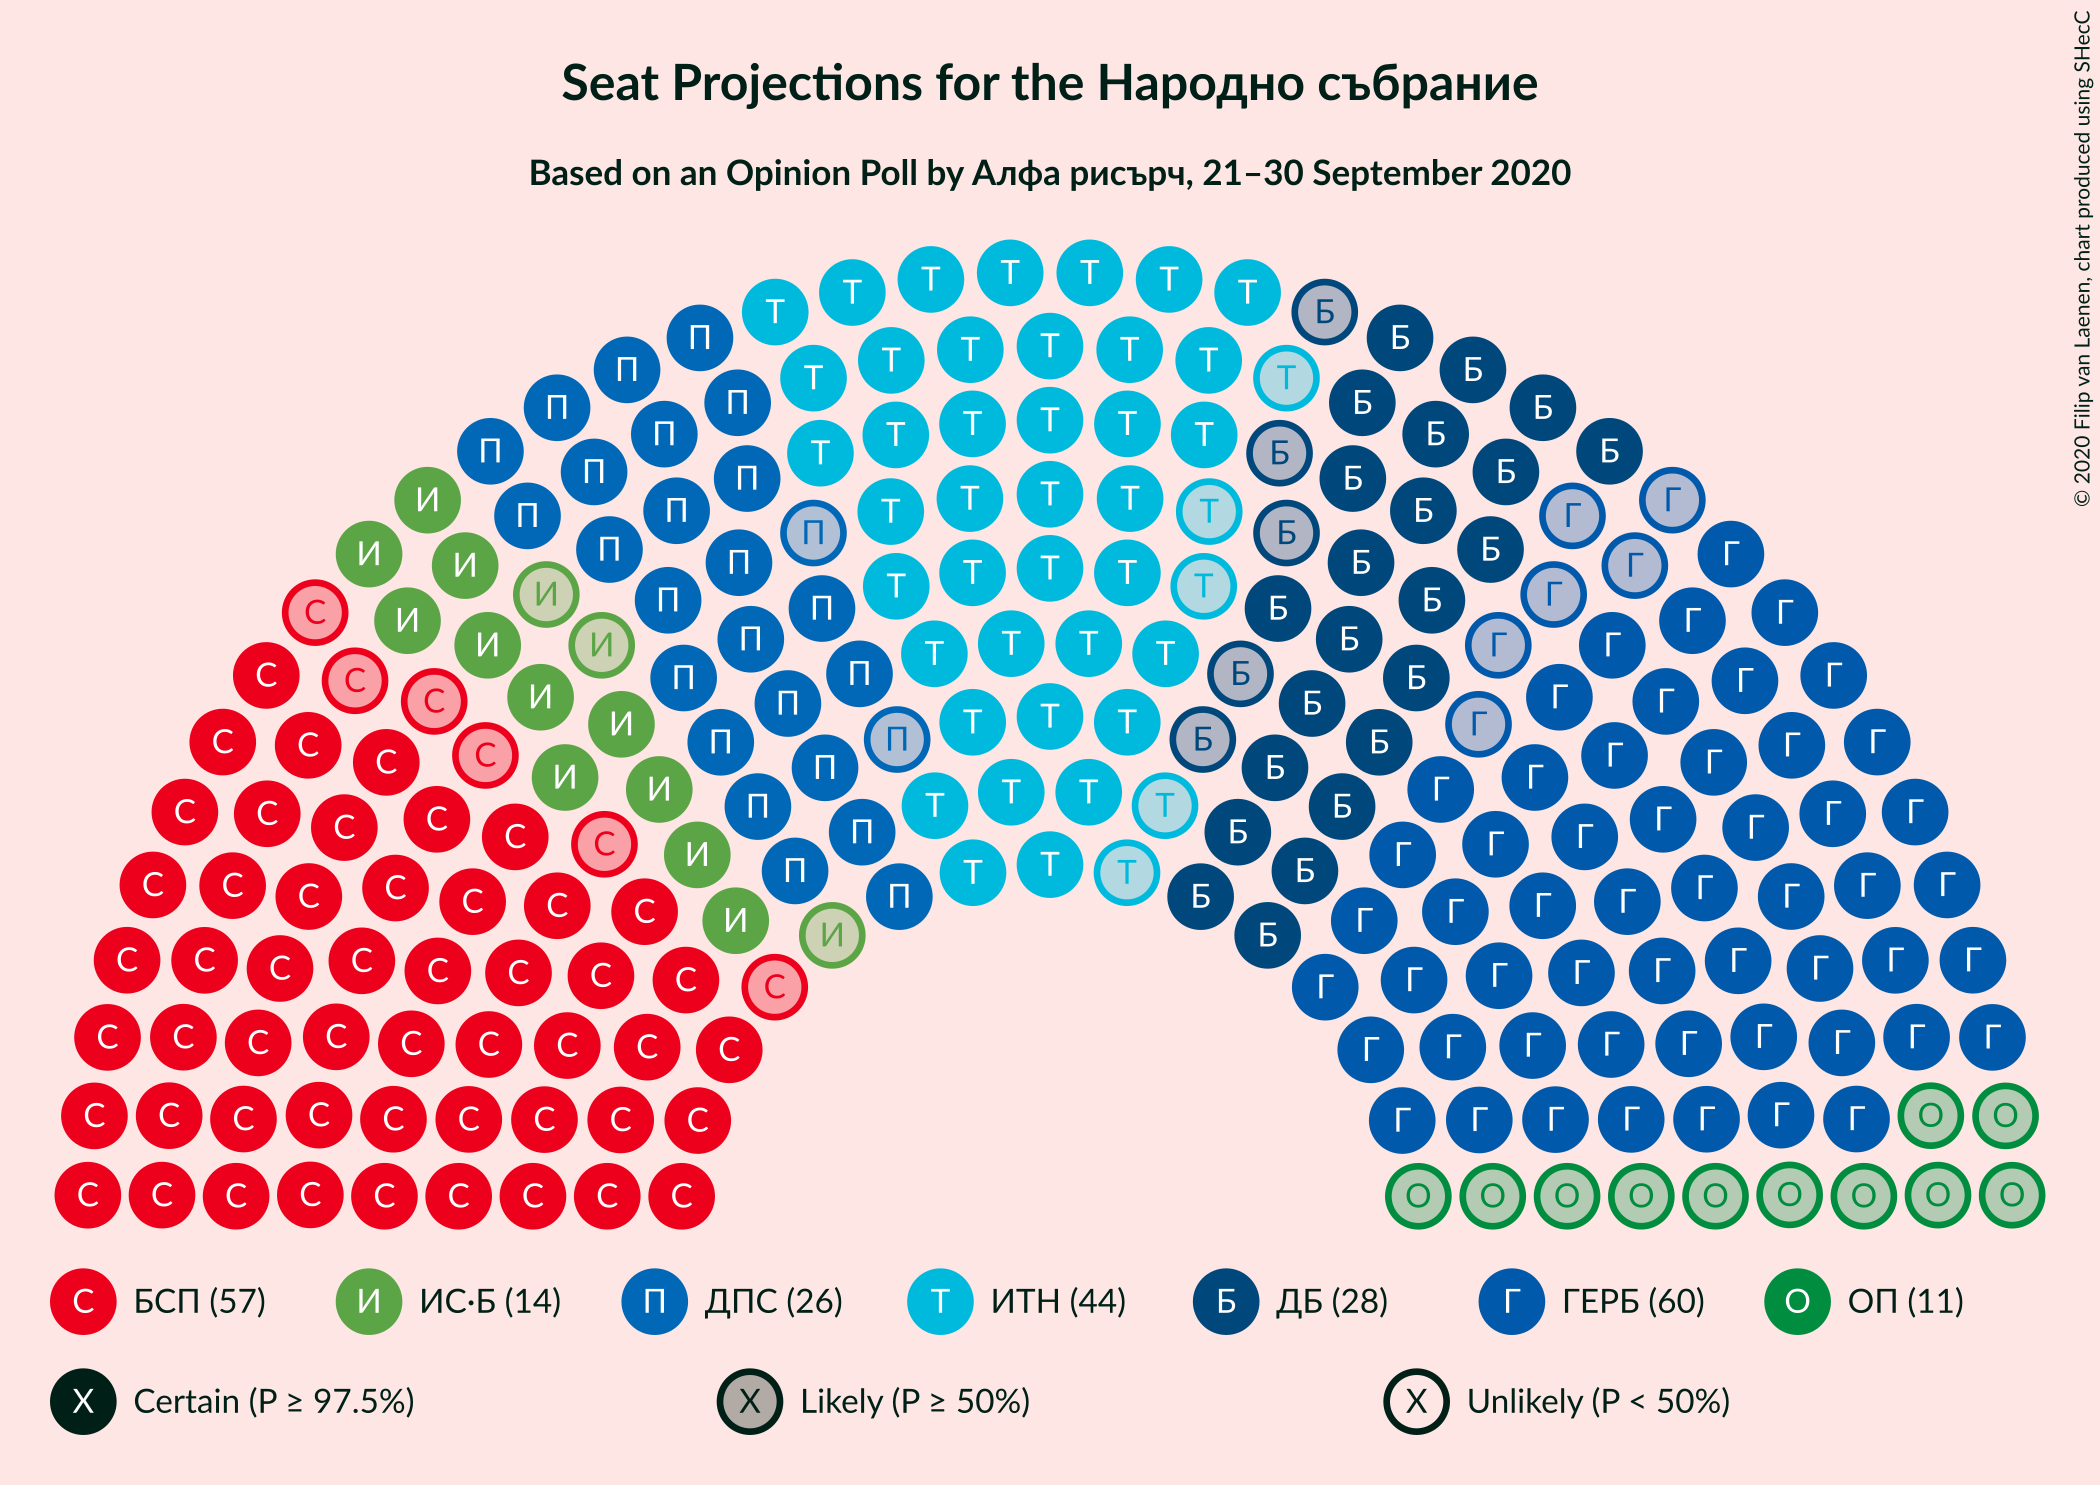 Seat Projections for the Народно събрание
Based on an Opinion Poll by Алфа рисърч, 21–30 September 2020
© 2020 Filip van Laenen, chart produced using SHecC
Т Т Т Т Т Т Т Б
П Т Т Т Т Т Т Т Б Б
С БСП (57) И ИС·Б (14) П ДПС (26) Т ИТН (44) Б ДБ (28) Г ГЕРБ (60) О ОП (11)
X Certain (P ≥ 97.5%) X Likely (P ≥ 50%) X Unlikely (P < 50%)